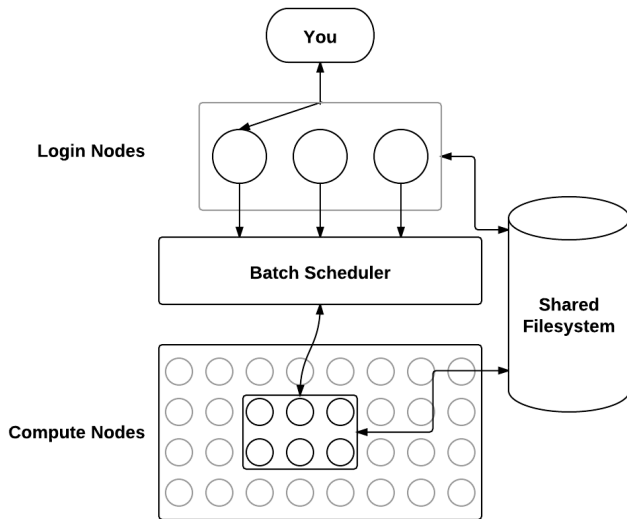 You
Login Nodes
Batch Scheduler
Shared
Filesystem
Compute Nodes